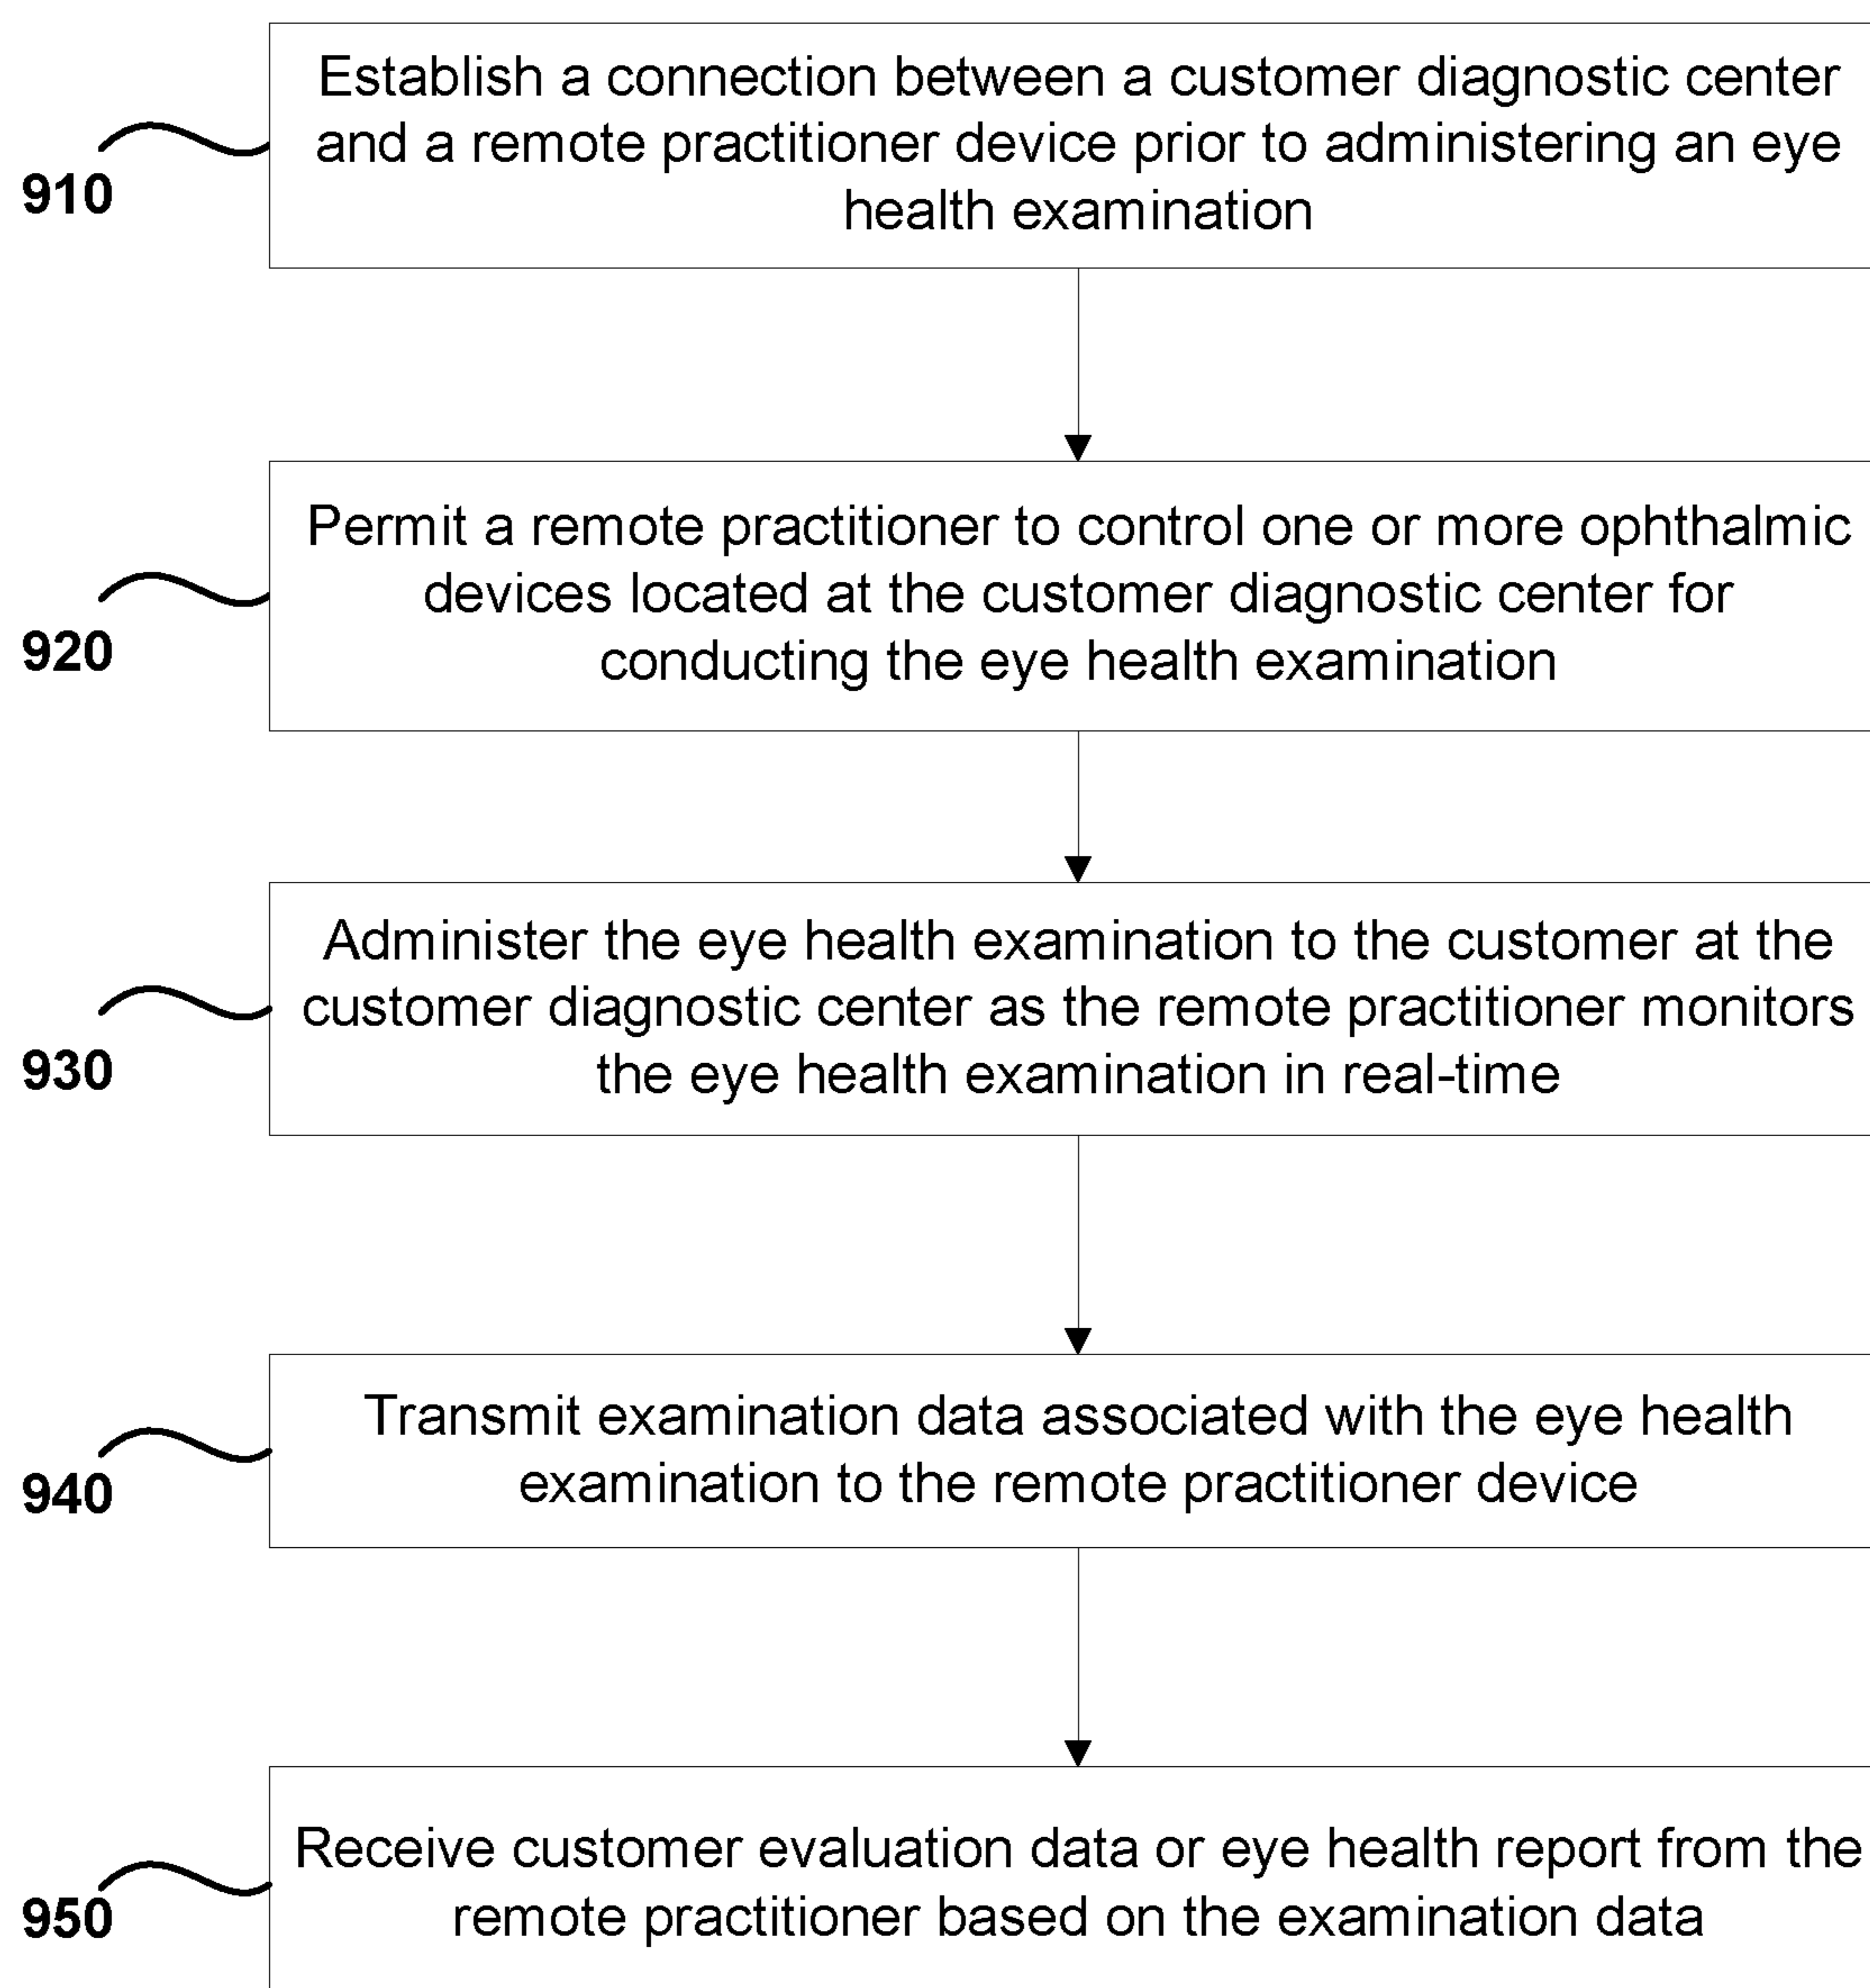 Establish a connection between a customer diagnostic center
and a remote practitioner device prior to administering an eye
health examination
910
Permit a remote practitioner to control one or more ophthalmic
devices located at the customer diagnostic center for
conducting the eye health examination
920
Administer the eye health examination to the customer at the
customer diagnostic center as the remote practitioner monitors
the eye health examination in real-time
930
Transmit examination data associated with the eye health
examination to the remote practitioner device
940
Receive customer evaluation data or eye health report from the
remote practitioner based on the examination data
950